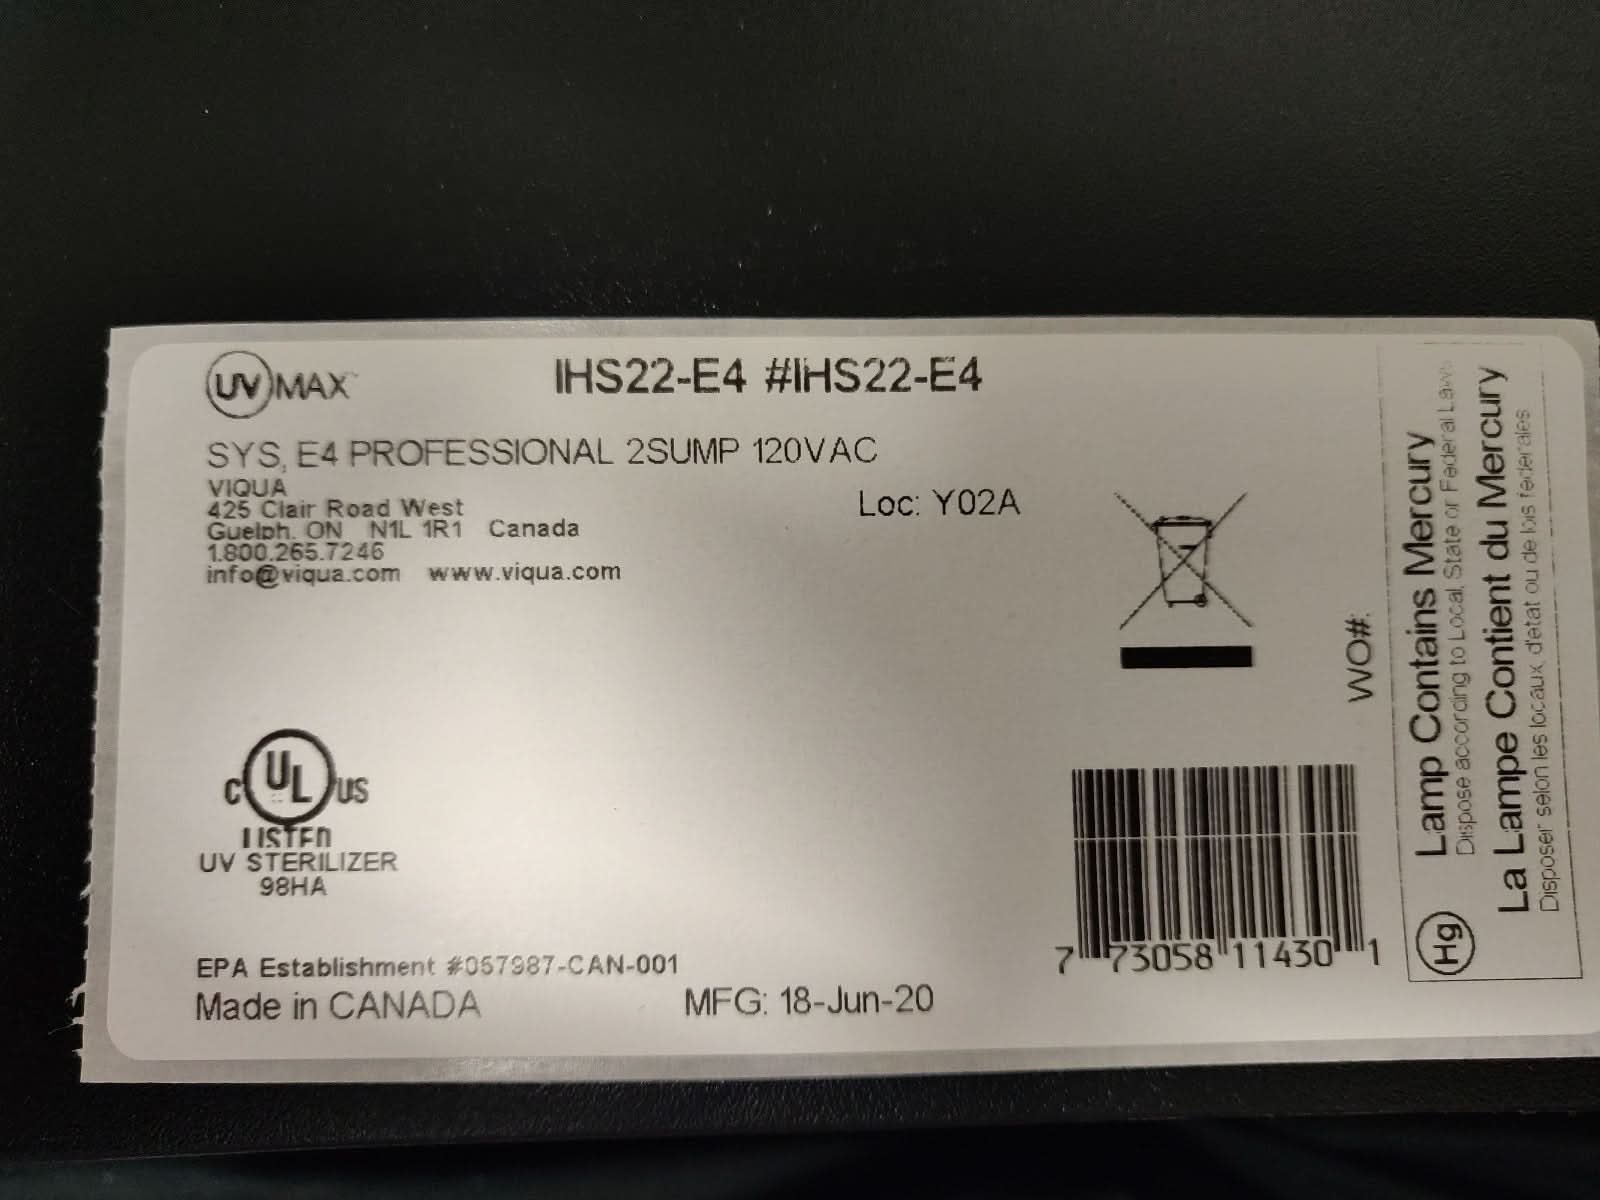 UV MAX
IHS22-E4 #IHS22-E4
SYS, E4 PROFESSIONAL 2SUMP 120VAC
VIQUA
425 Clair Road West
Guelph, ON N1L 1R1 Canada
1.800.265.7246
info@viqua.com www.viqua.com
Loc: Y02A
C UL US
LISTED
UV STERILIZER
98HA
EPA Establishment #057987-CAN-001
Made in CANADA
MFG: 18-Jun-20
7 73058 11430 1
WO#:
Hg
Lamp Contains Mercury
Dispose according to Local, State or Federal Laws
La Lampe Contient du Mercury
Disposer selon les locaux, d'etat ou de lois federales